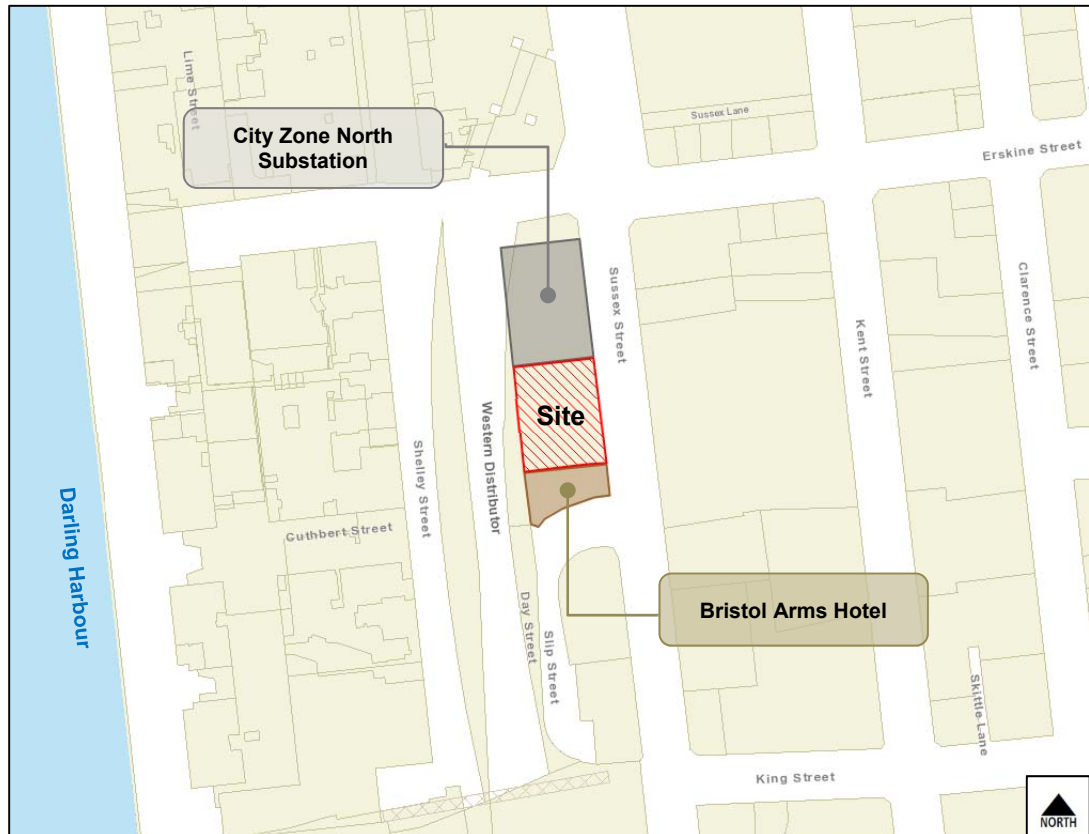 Lime Street
City Zone North
Substation
Sussex Lane
Erskine Street
Sussex Street
Clarence Street
Kent Street
Site
Western Distributor
Shelley Street
Darling Harbour
Cuthbert Street
Day Street
Slip Street
Bristol Arms Hotel
Skittle Lane
King Street
NORTH